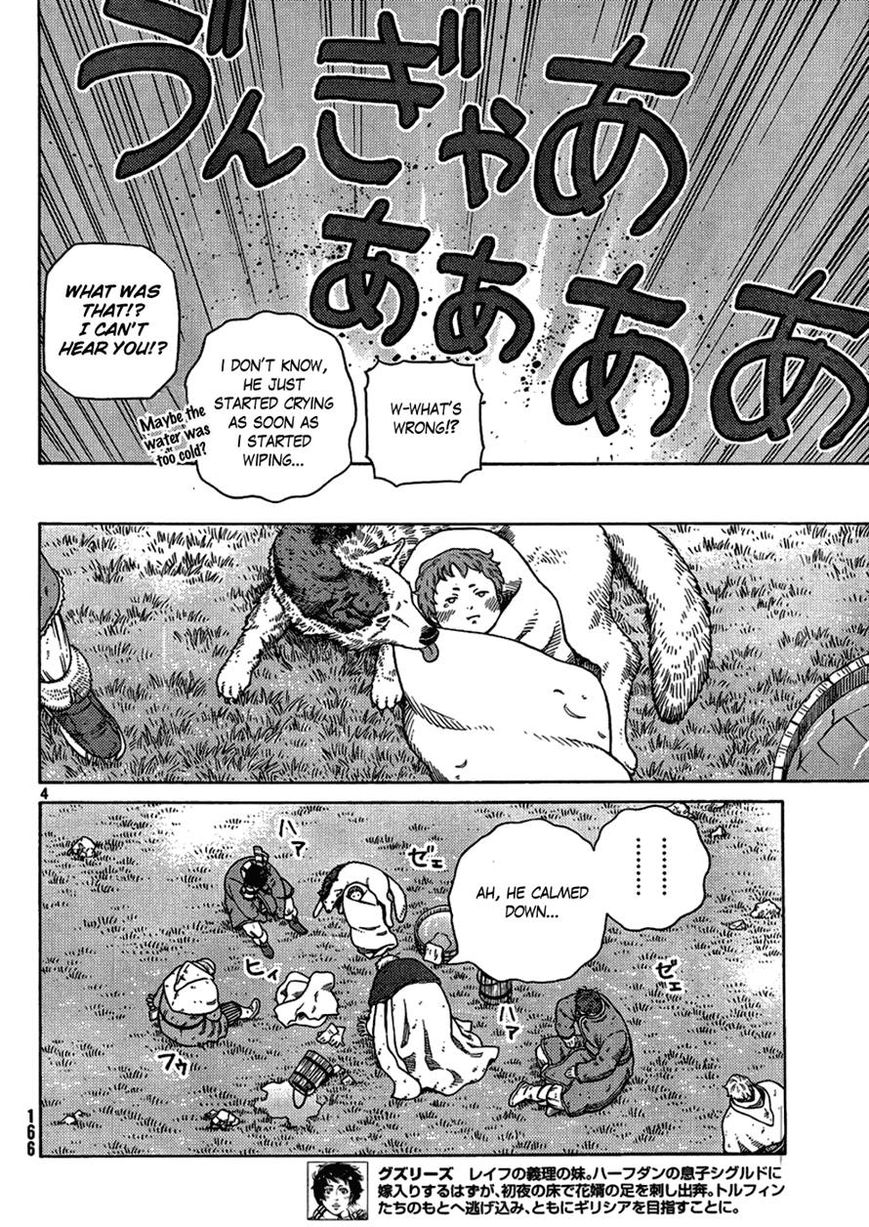 ゔんぎゃああああああ
W-WHAT'S
WRONG!?
I DON'T KNOW,
HE JUST
STARTED CRYING
AS SOON AS
I STARTED
WIPING...
Maybe the
water was
too cold?
WHAT WAS
THAT!?
I CAN'T
HEAR YOU!?
4
………
AH, HE CALMED
DOWN...
ハァ
ゼェ
ヒィ
ゼェ
ハァ
フゥ
166
グズリーズ レイフの義理の妹。ハーフダンの息子シグルドに
嫁入りするはずが、初夜の床で花婿の足を刺し出奔。トルフィン
たちのもとへ逃げ込み、ともにギリシアを目指すことに。